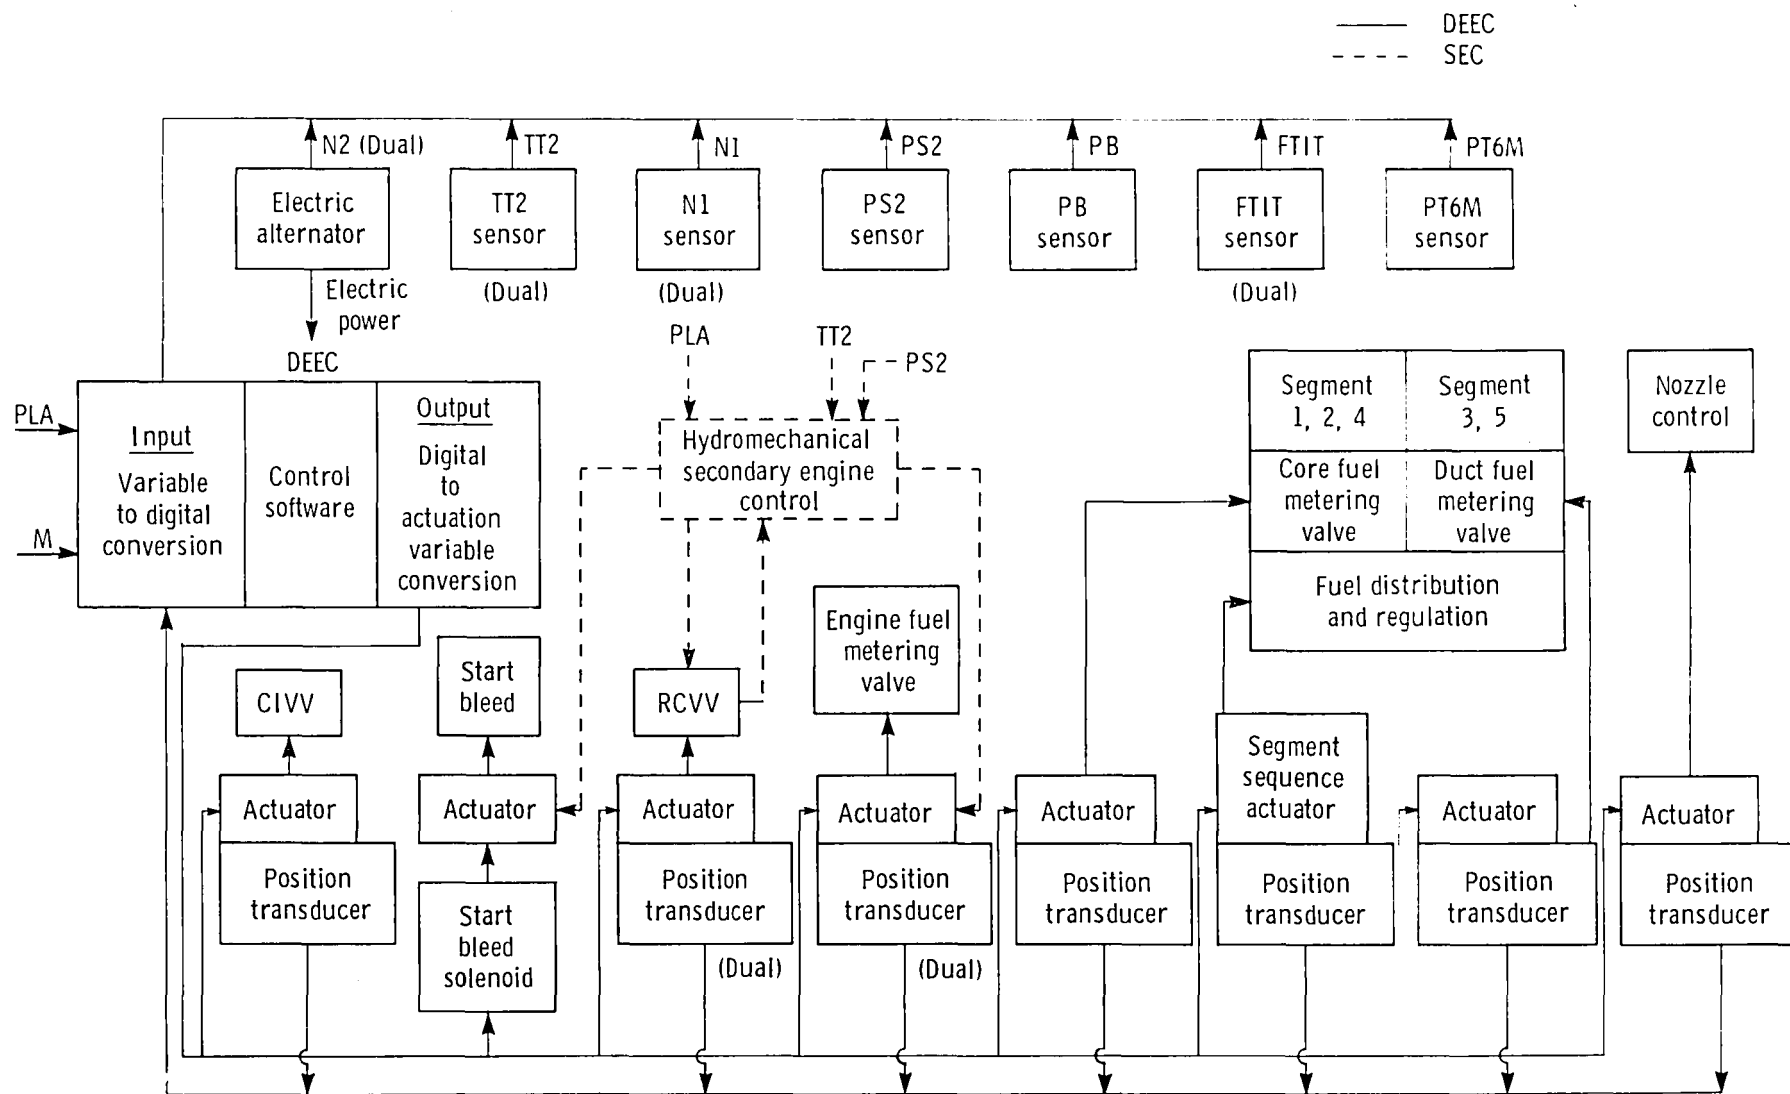 DEEC
SEC
N2 (Dual)
TT2
N1
PS2
PB
FTIT
PT6M
Electric
alternator
TT2
sensor
N1
sensor
PS2
sensor
PB
sensor
FTIT
sensor
PT6M
sensor
(Dual)
(Dual)
(Dual)
Electric
power
DEEC
PLA
TT2
PS2
PLA
M
Input
Variable
to digital
conversion
Control
software
Output
Digital
to
actuation
variable
conversion
Hydromechanical
secondary engine
control
Segment
1, 2, 4
Segment
3, 5
Core fuel
metering
valve
Duct fuel
metering
valve
Fuel distribution
and regulation
Nozzle
control
CIVV
Start
bleed
RCVV
Engine fuel
metering
valve
Actuator
Actuator
Actuator
Actuator
Actuator
Segment
sequence
actuator
Actuator
Actuator
Position
transducer
Start
bleed
solenoid
Position
transducer
(Dual)
Position
transducer
(Dual)
Position
transducer
Position
transducer
Position
transducer
Position
transducer